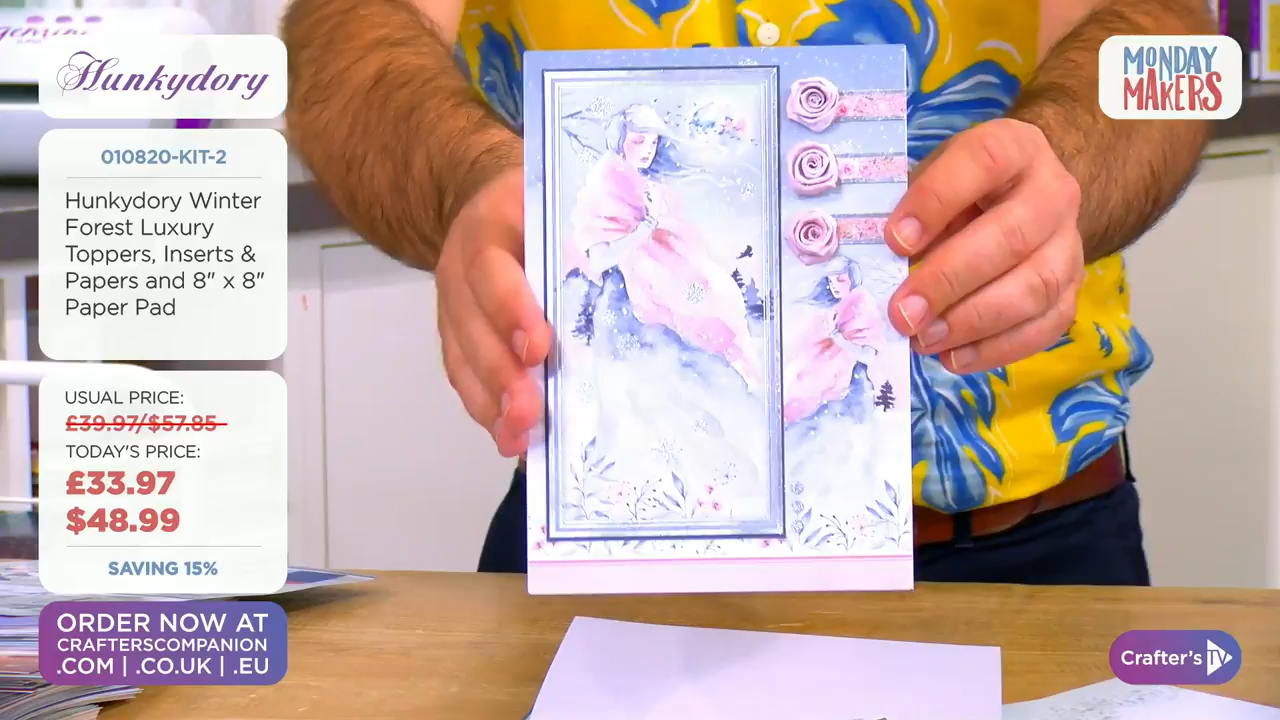 gemini
Hunkydory
010820-KIT-2
Hunkydory Winter
Forest Luxury
Toppers, Inserts &
Papers and 8" x 8"
Paper Pad
USUAL PRICE:
£39.97/$57.85
TODAY'S PRICE:
£33.97
$48.99
SAVING 15%
ORDER NOW AT
CRAFTERSCOMPANION
.COM | .CO.UK | .EU
MONDAY
MAKERS
Crafter's TV